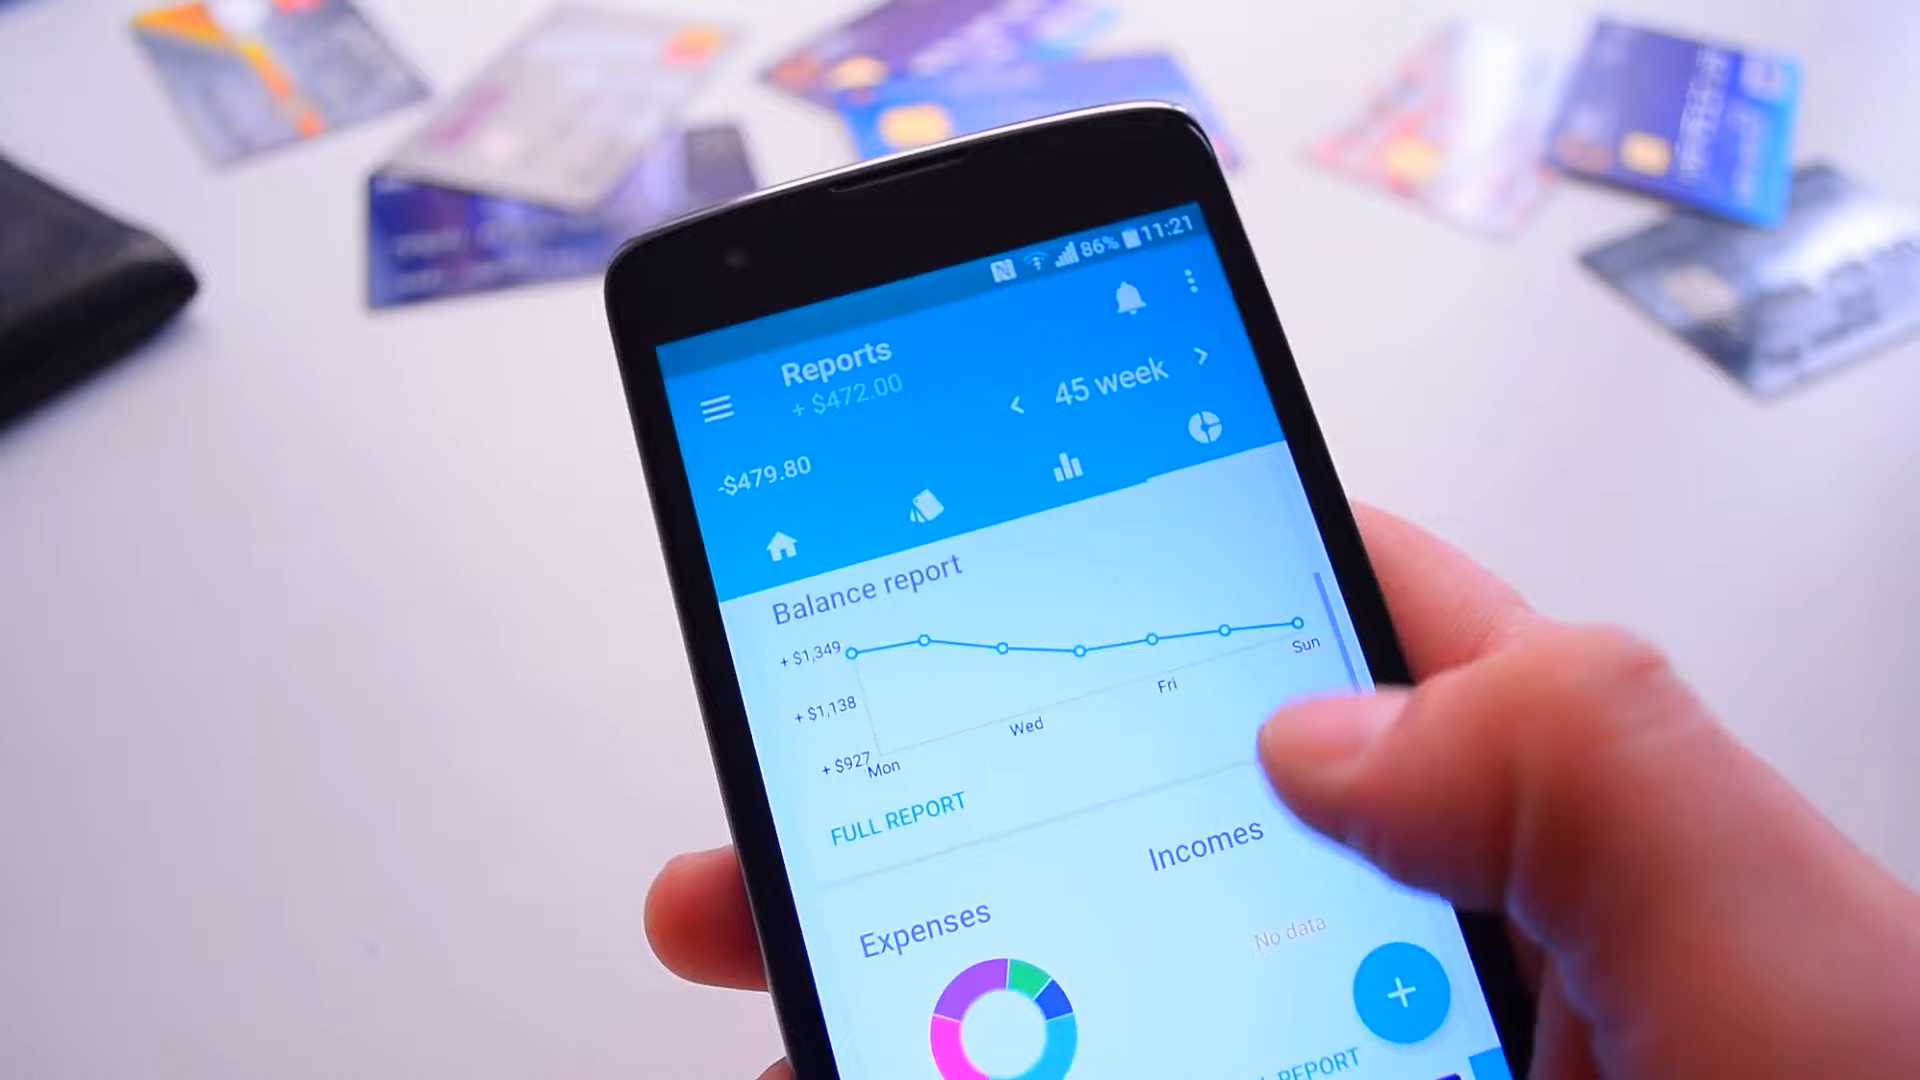 86% 11:21
Reports
+ $472.00
45 week
-$479.80
Balance report
+ $1,349
+ $1,138
+ $927
Mon
Wed
Fri
Sun
FULL REPORT
Incomes
Expenses
No data
REPORT